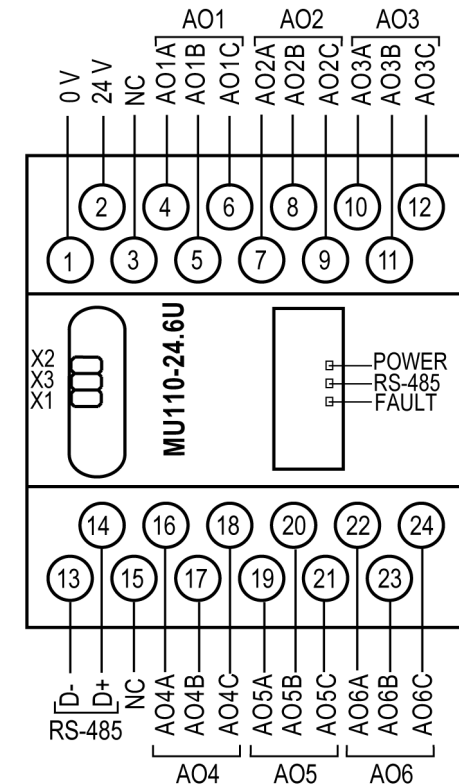 AO1 AO2 AO3
0 V 24 V NC AO1A AO1B AO1C AO2A AO2B AO2C AO3A AO3B AO3C
2 4 6 8 10 12
1 3 5 7 9 11
MU110-24.6U
X2
X3
X1
POWER
RS-485
FAULT
14 16 18 20 22 24
13 15 17 19 21 23
D- D+ NC AO4A AO4B AO4C AO5A AO5B AO5C AO6A AO6B AO6C
RS-485
AO4 AO5 AO6